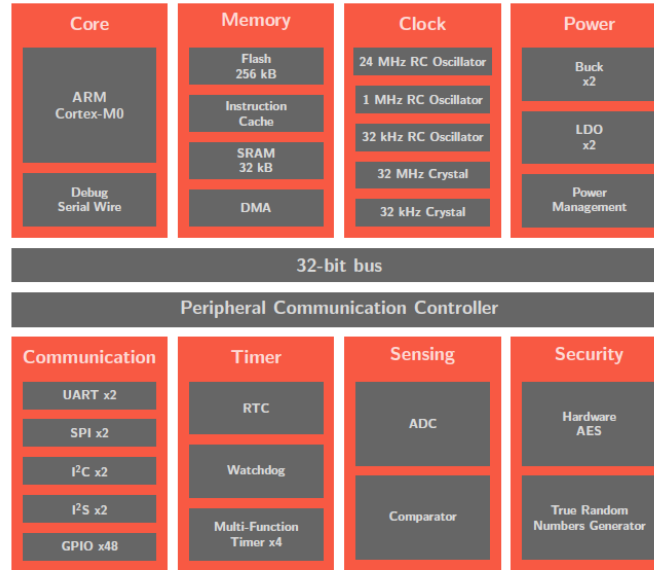 Core
ARM
Cortex-M0
Debug
Serial Wire
Memory
Flash
256 kB
Instruction
Cache
SRAM
32 kB
DMA
Clock
24 MHz RC Oscillator
1 MHz RC Oscillator
32 kHz RC Oscillator
32 MHz Crystal
32 kHz Crystal
Power
Buck
x2
LDO
x2
Power
Management
32-bit bus
Peripheral Communication Controller
Communication
UART x2
SPI x2
I²C x2
I²S x2
GPIO x48
Timer
RTC
Watchdog
Multi-Function
Timer x4
Sensing
ADC
Comparator
Security
Hardware
AES
True Random
Numbers Generator